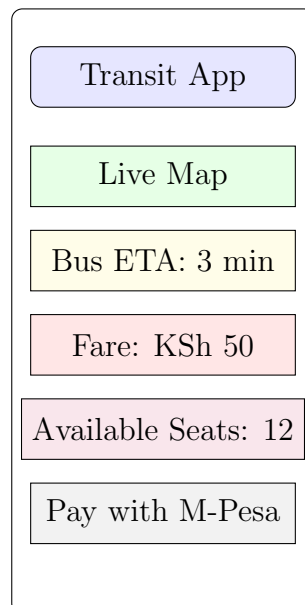 Transit App
Live Map
Bus ETA: 3 min
Fare: KSh 50
Available Seats: 12
Pay with M-Pesa